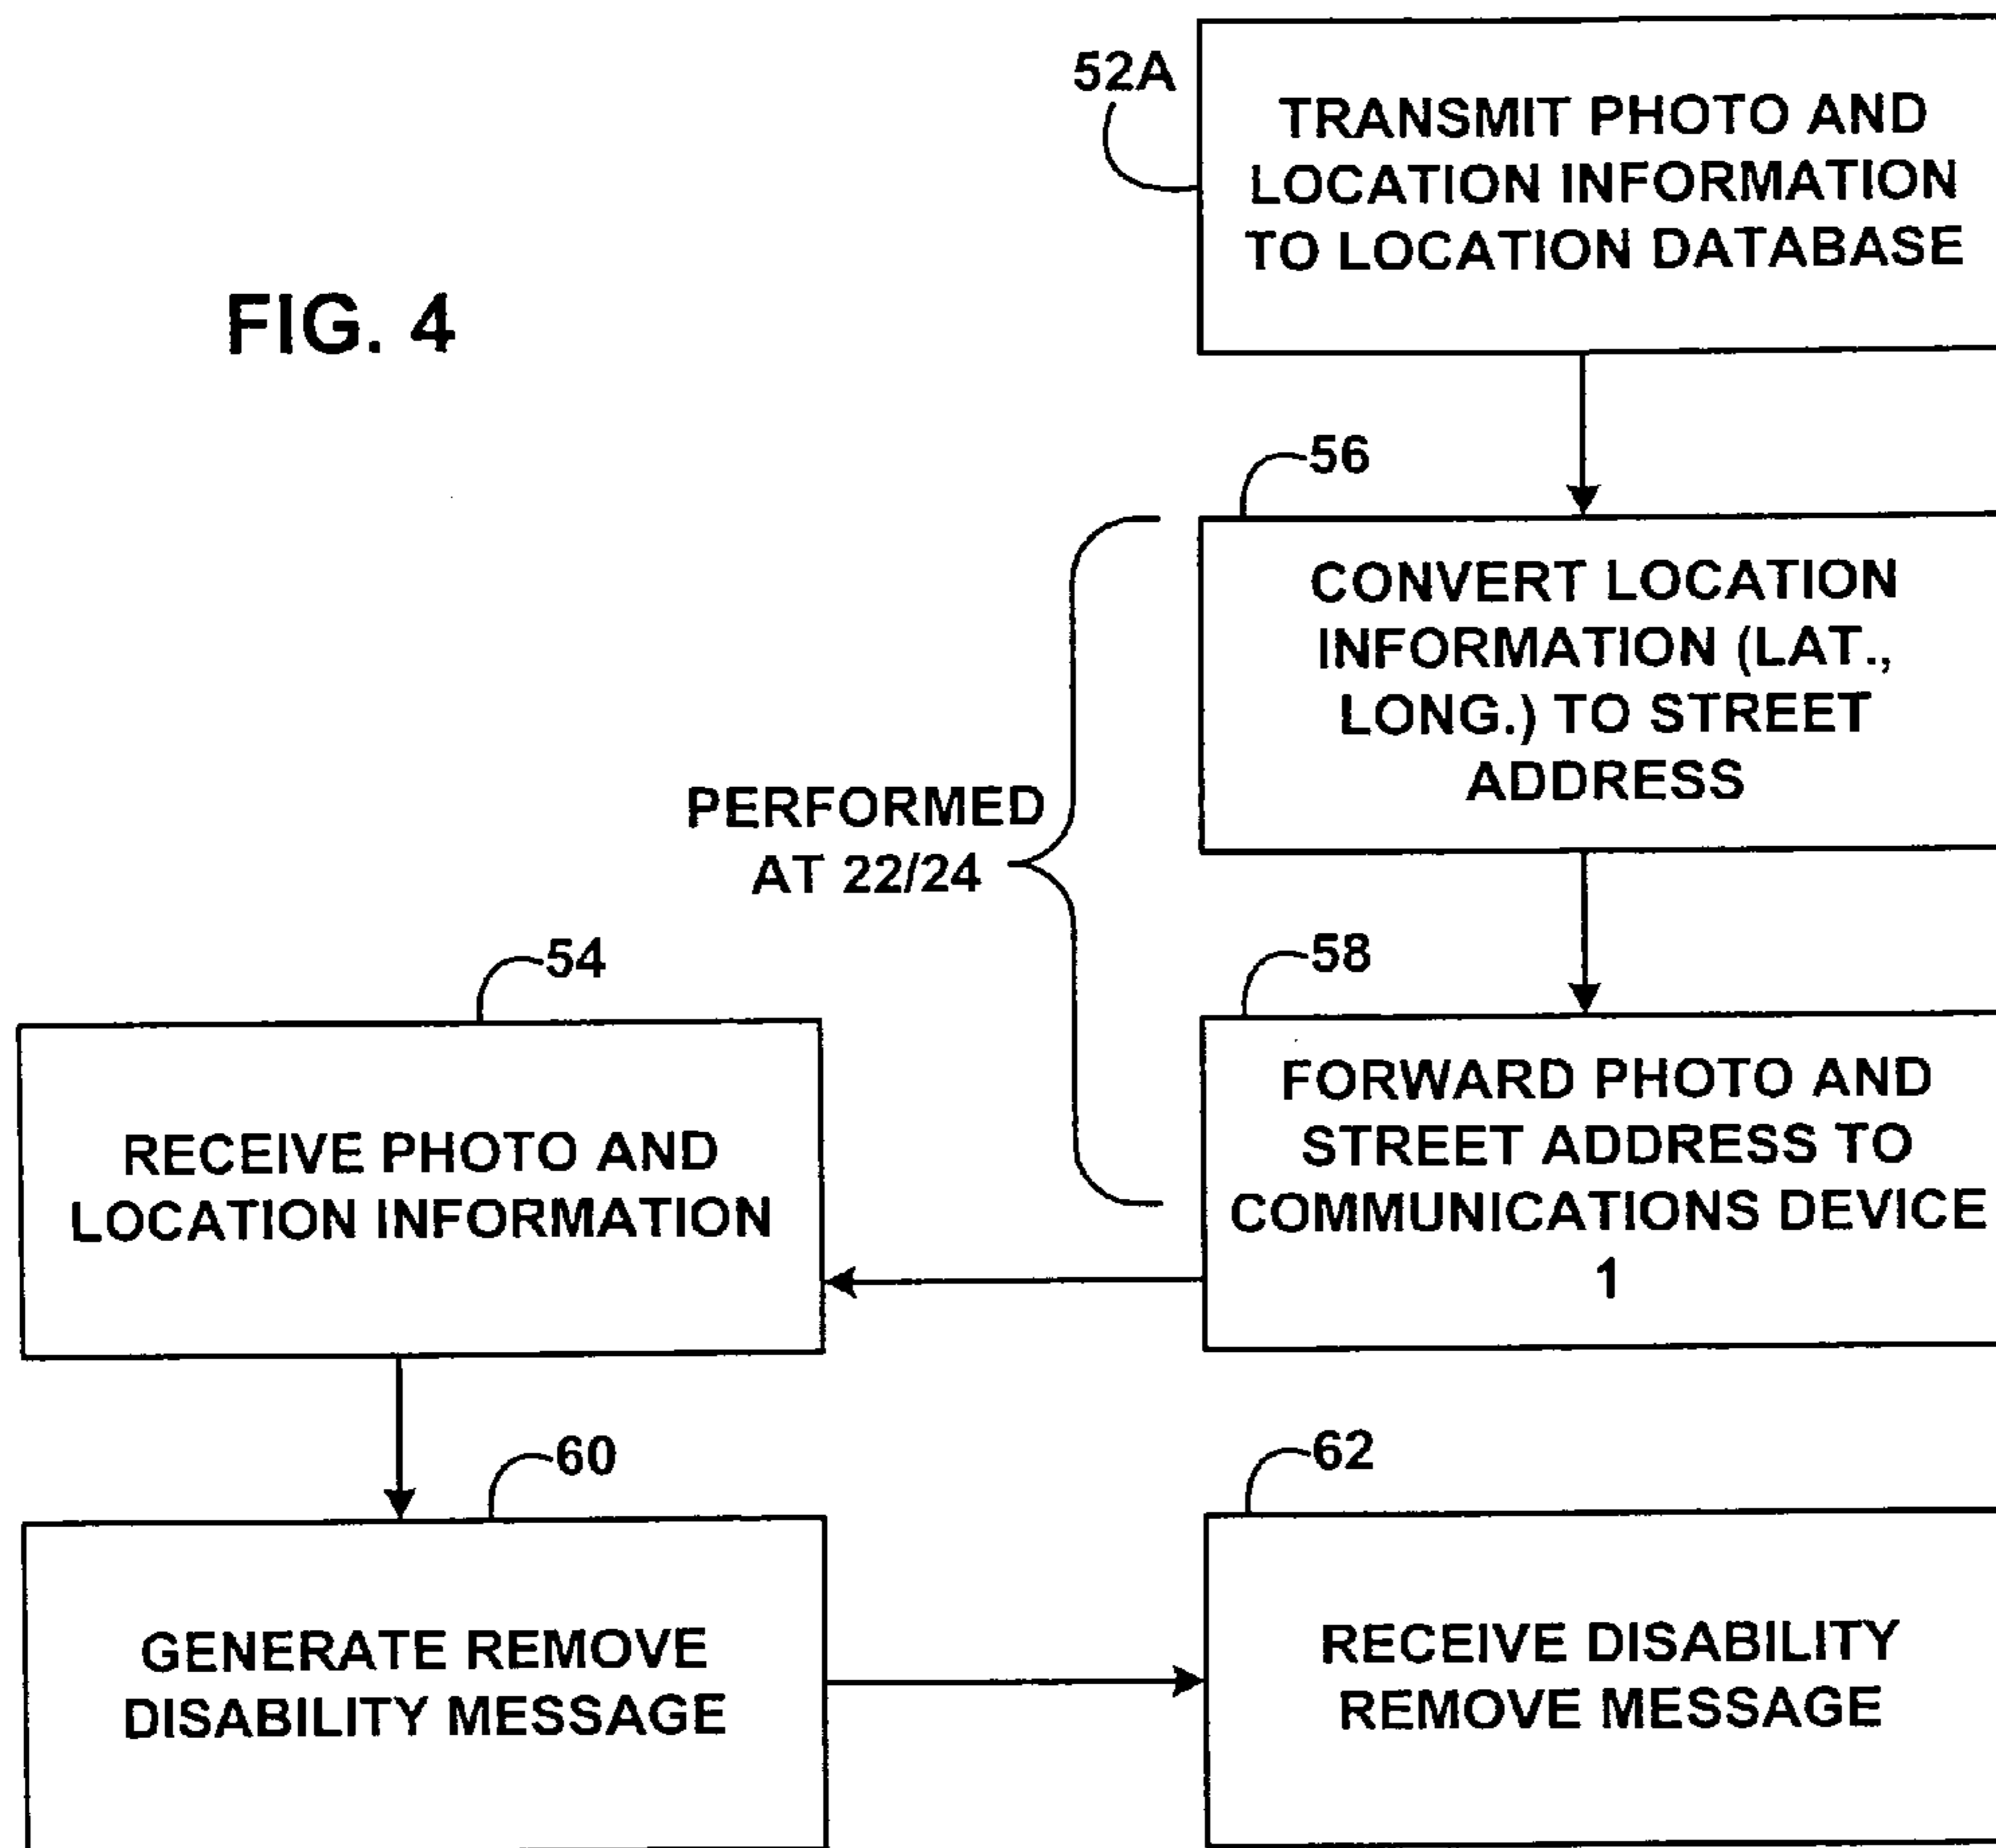 FIG. 4
52A
TRANSMIT PHOTO AND
LOCATION INFORMATION
TO LOCATION DATABASE
56
CONVERT LOCATION
INFORMATION (LAT.,
LONG.) TO STREET
ADDRESS
PERFORMED
AT 22/24
58
FORWARD PHOTO AND
STREET ADDRESS TO
COMMUNICATIONS DEVICE
1
54
RECEIVE PHOTO AND
LOCATION INFORMATION
60
GENERATE REMOVE
DISABILITY MESSAGE
62
RECEIVE DISABILITY
REMOVE MESSAGE